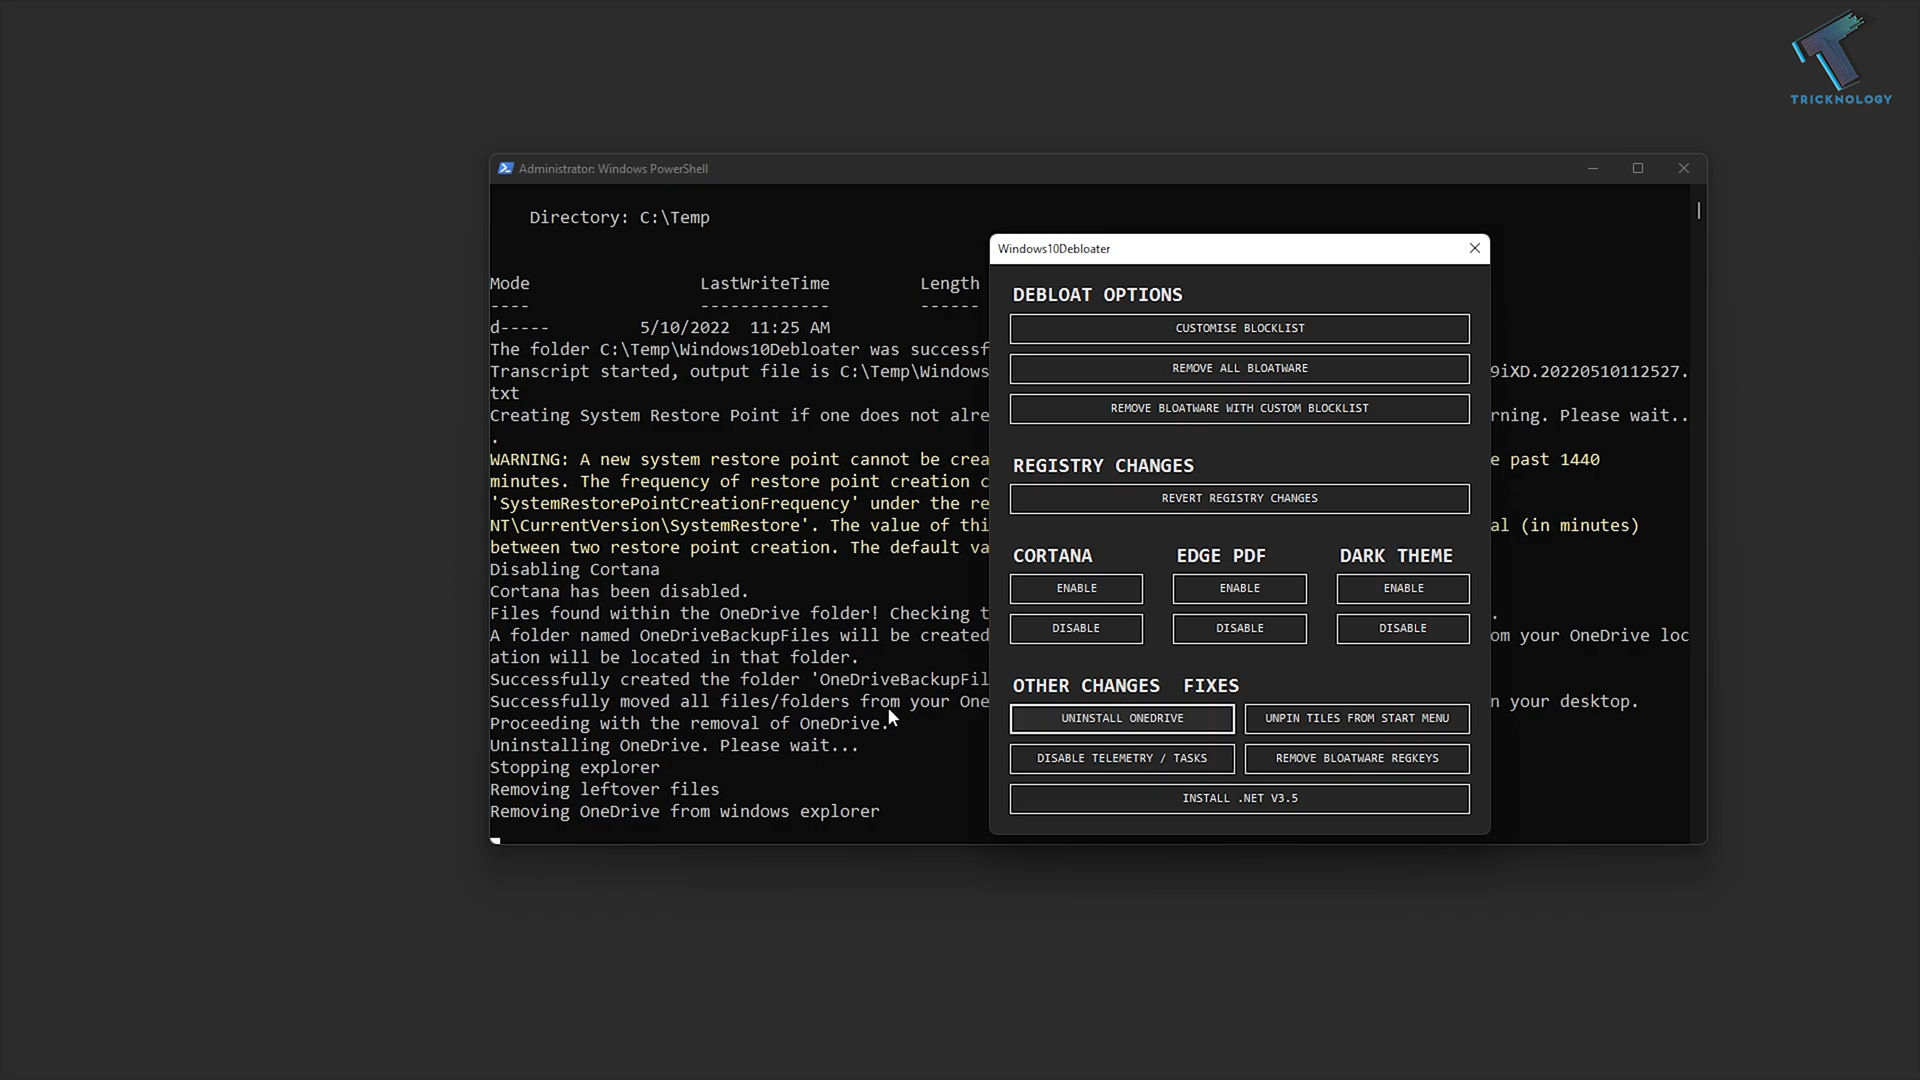 TRICKNOLOGY
Administrator: Windows PowerShell
Directory: C:\Temp
Mode LastWriteTime Length
---- ------------- ------
d----- 5/10/2022 11:25 AM
The folder C:\Temp\Windows10Debloater was successf
Transcript started, output file is C:\Temp\Windows 9iXD.20220510112527.
txt
Creating System Restore Point if one does not alre rning. Please wait..
.
WARNING: A new system restore point cannot be crea e past 1440
minutes. The frequency of restore point creation c
'SystemRestorePointCreationFrequency' under the re
NT\CurrentVersion\SystemRestore'. The value of thi al (in minutes)
between two restore point creation. The default va
Disabling Cortana
Cortana has been disabled.
Files found within the OneDrive folder! Checking t .
A folder named OneDriveBackupFiles will be created om your OneDrive loc
ation will be located in that folder.
Successfully created the folder 'OneDriveBackupFil
Successfully moved all files/folders from your One n your desktop.
Proceeding with the removal of OneDrive.
Uninstalling OneDrive. Please wait...
Stopping explorer
Removing leftover files
Removing OneDrive from windows explorer
Windows10Debloater
DEBLOAT OPTIONS
CUSTOMISE BLOCKLIST
REMOVE ALL BLOATWARE
REMOVE BLOATWARE WITH CUSTOM BLOCKLIST
REGISTRY CHANGES
REVERT REGISTRY CHANGES
CORTANA EDGE PDF DARK THEME
ENABLE ENABLE ENABLE
DISABLE DISABLE DISABLE
OTHER CHANGES FIXES
UNINSTALL ONEDRIVE UNPIN TILES FROM START MENU
DISABLE TELEMETRY / TASKS REMOVE BLOATWARE REGKEYS
INSTALL .NET V3.5